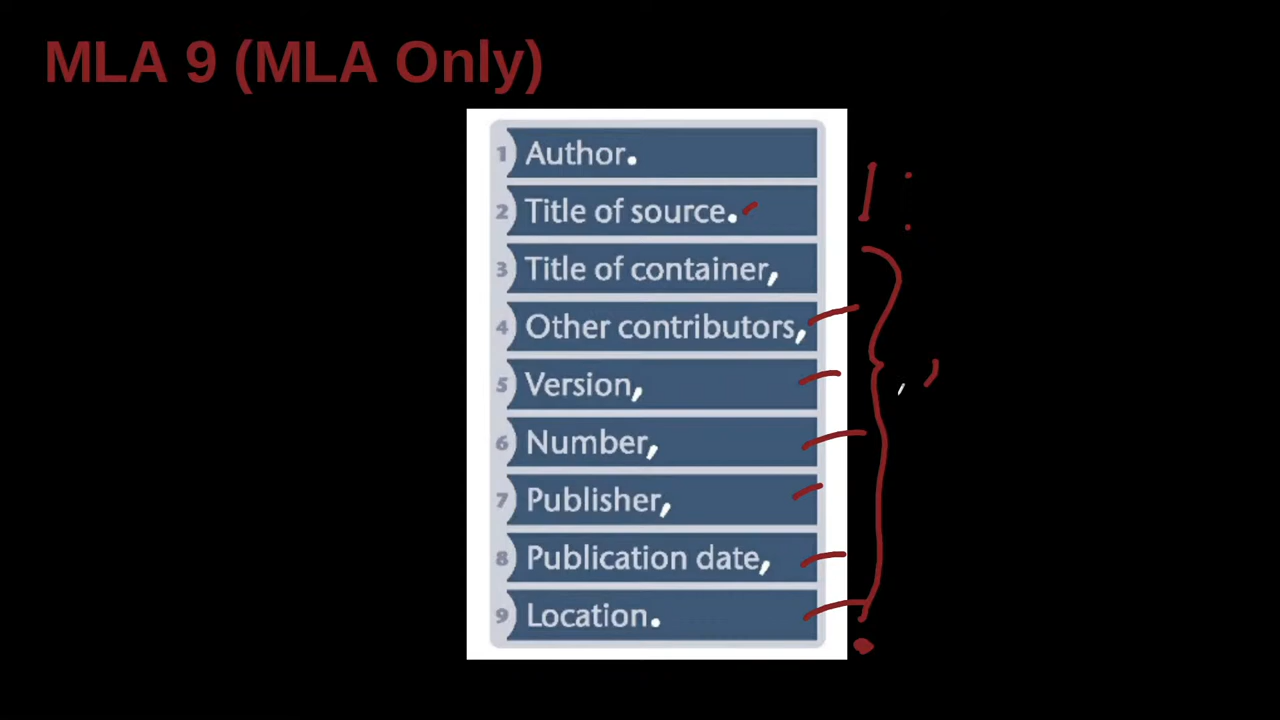 MLA 9 (MLA Only)
1 Author.
2 Title of source.
3 Title of container,
4 Other contributors,
5 Version,
6 Number,
7 Publisher,
8 Publication date,
9 Location.